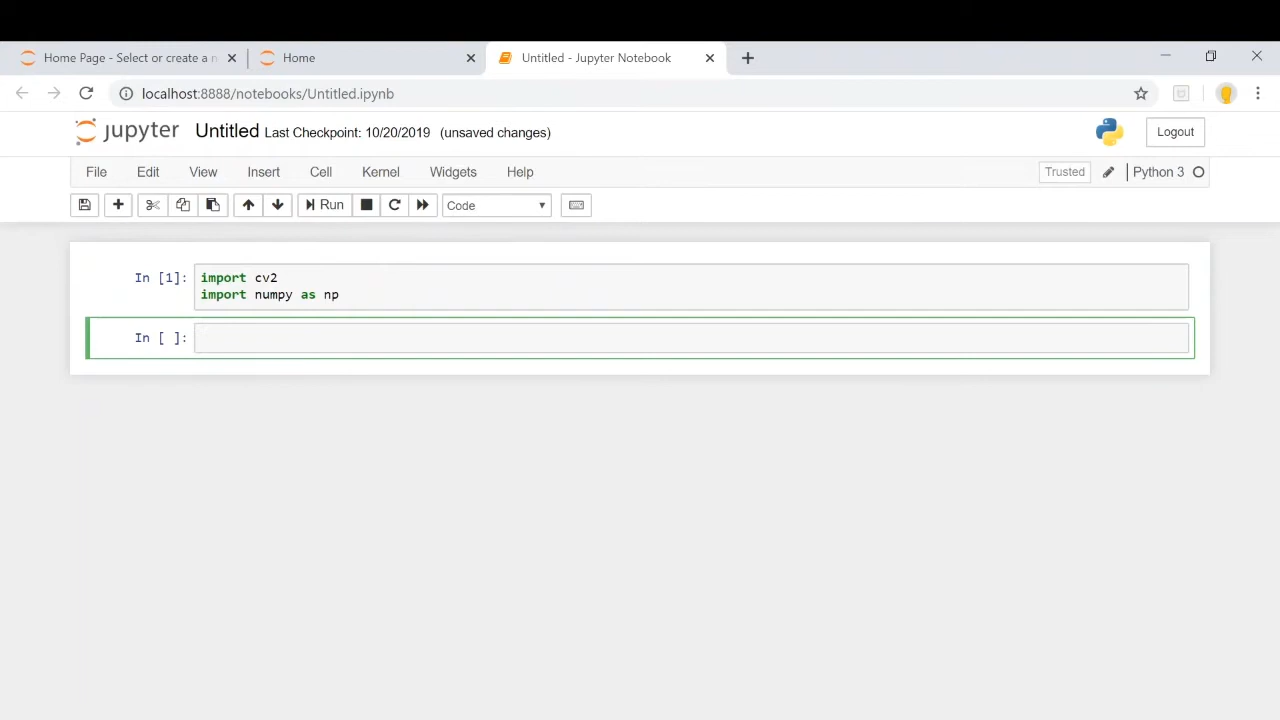 Home Page - Select or create a n
Home
Untitled - Jupyter Notebook
localhost:8888/notebooks/Untitled.ipynb
jupyter Untitled Last Checkpoint: 10/20/2019 (unsaved changes)
Logout
File Edit View Insert Cell Kernel Widgets Help
Trusted
Python 3
Run
Code
In [1]: import cv2
import numpy as np
In [ ]: